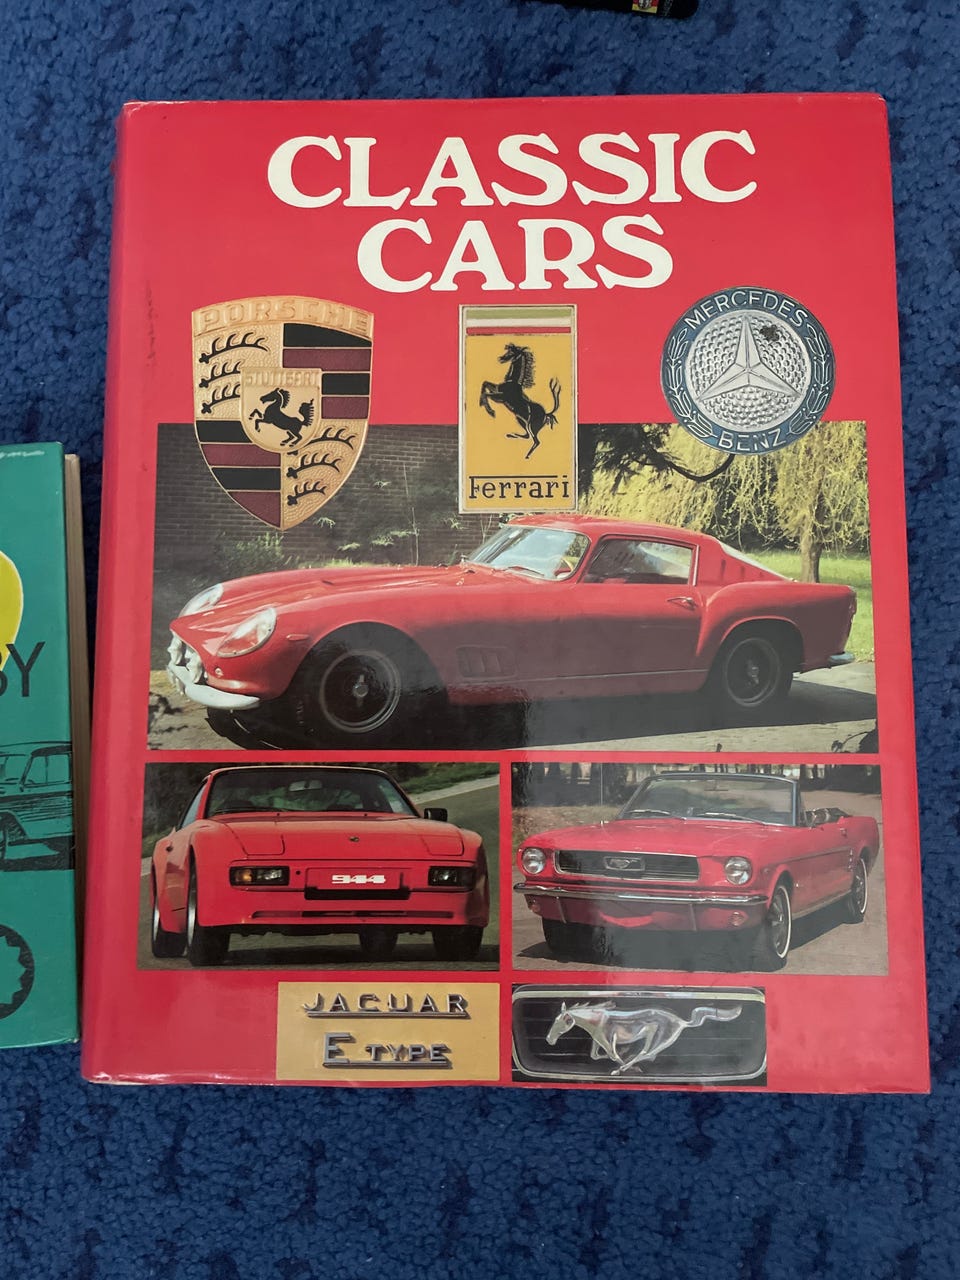 CLASSIC
CARS
PORSCHE
STUTTGART
Ferrari
MERCEDES
BENZ
944
JAGUAR
E TYPE